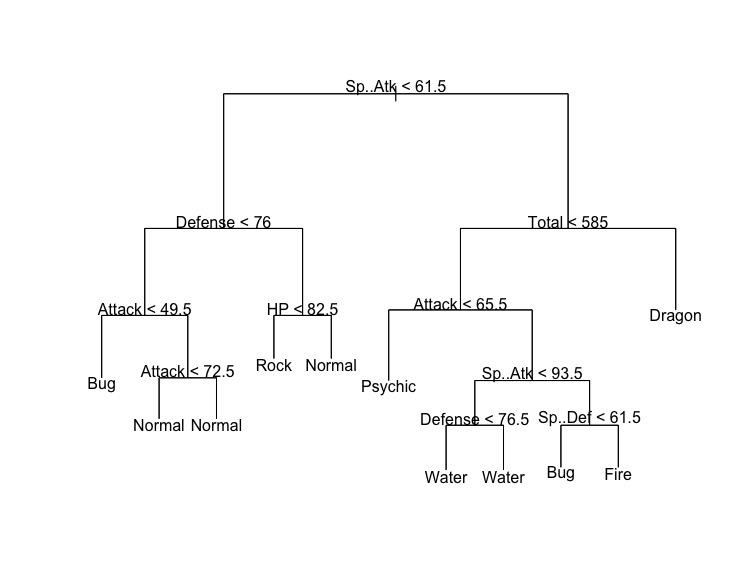 Sp..Atk < 61.5
Defense < 76
Total < 585
Attack < 49.5
HP < 82.5
Attack < 65.5
Dragon
Bug
Attack < 72.5
Rock
Normal
Psychic
Sp..Atk < 93.5
Normal
Normal
Defense < 76.5
Sp..Def < 61.5
Water
Water
Bug
Fire